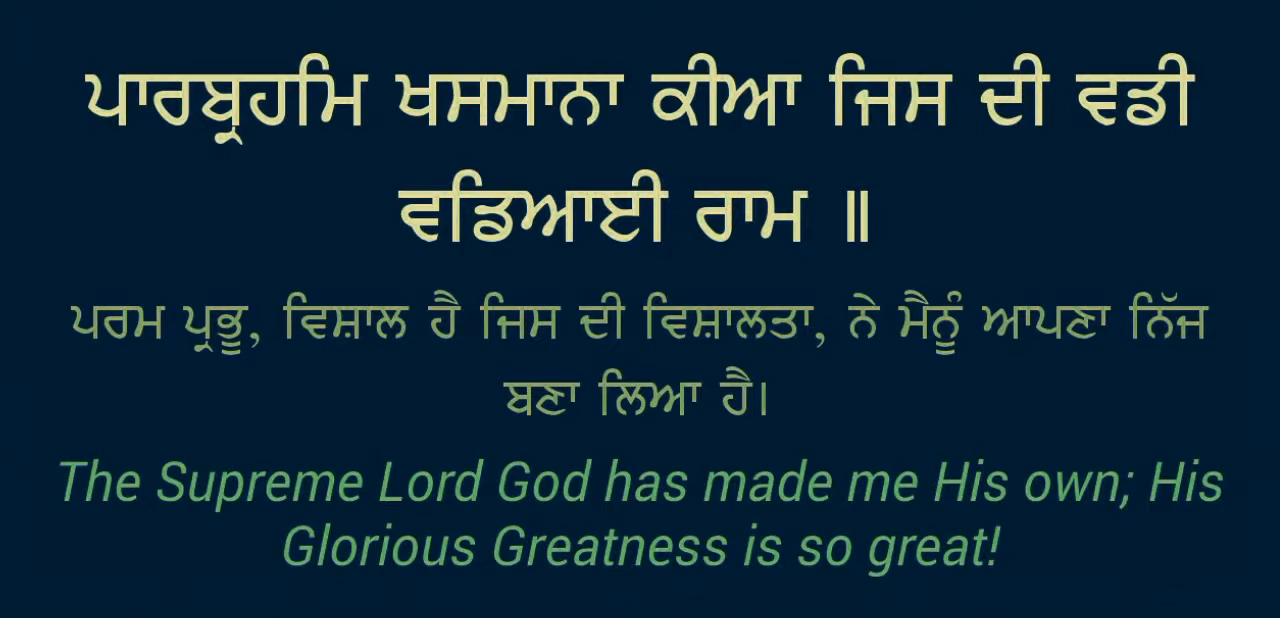 ਪਾਰਬ੍ਰਹਮਿ ਖਸਮਾਨਾ ਕੀਆ ਜਿਸ ਦੀ ਵਡੀ
ਵਡਿਆਈ ਰਾਮ ॥
ਪਰਮ ਪ੍ਰਭੂ, ਵਿਸ਼ਾਲ ਹੈ ਜਿਸ ਦੀ ਵਿਸ਼ਾਲਤਾ, ਨੇ ਮੈਨੂੰ ਆਪਣਾ ਨਿੱਜ
ਬਣਾ ਲਿਆ ਹੈ।
The Supreme Lord God has made me His own; His
Glorious Greatness is so great!